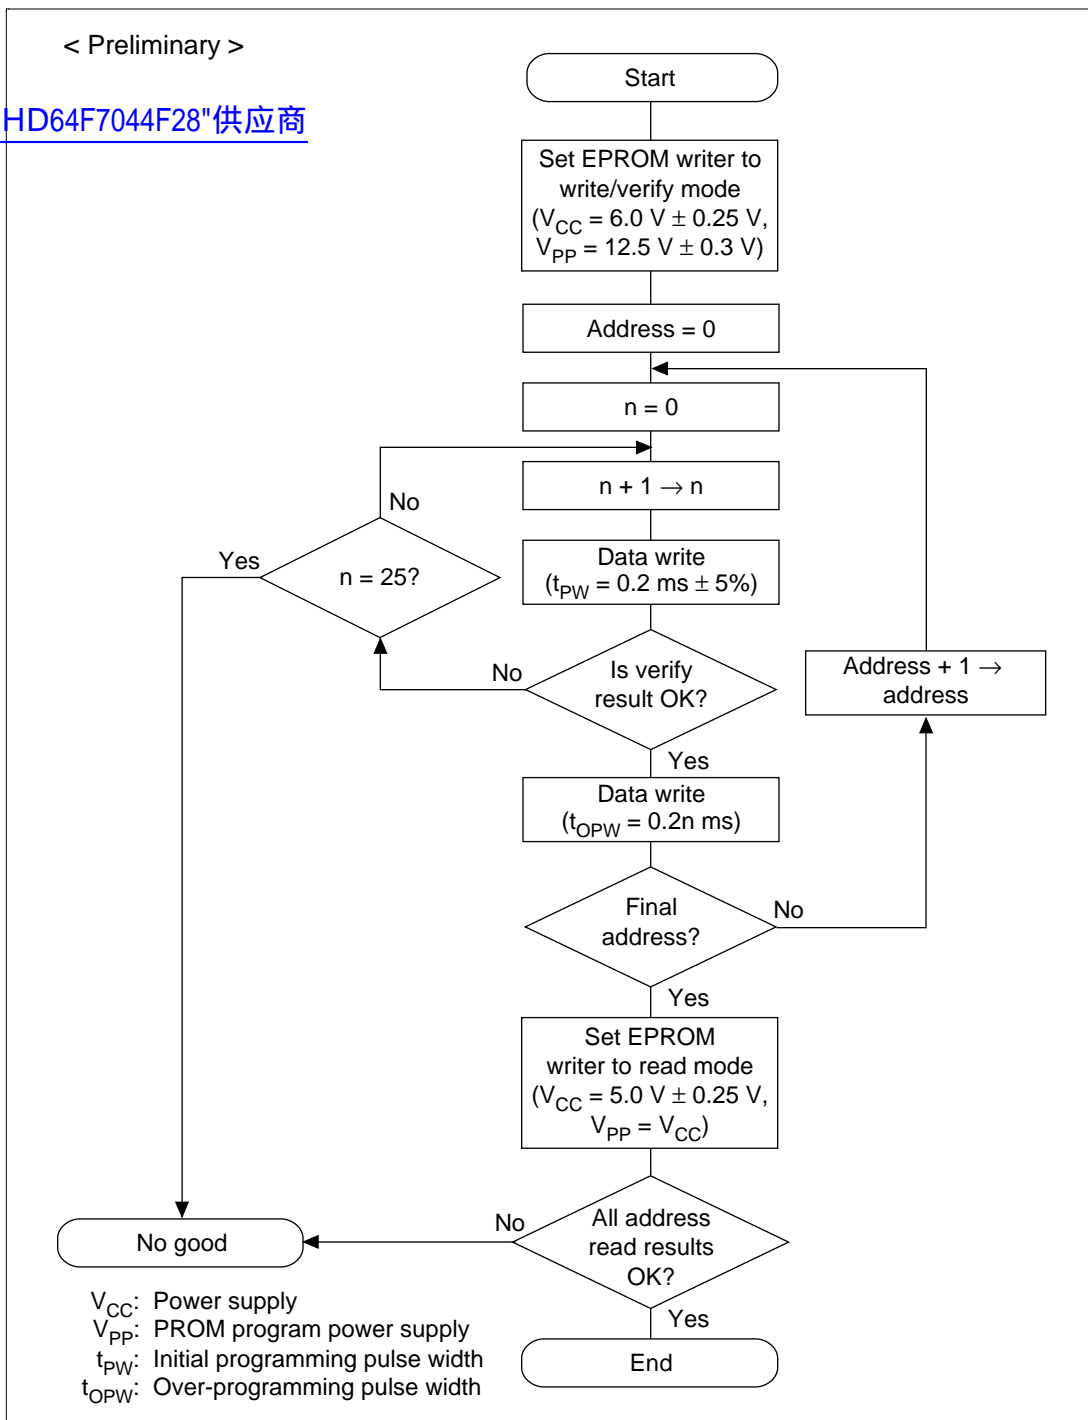 < Preliminary >
HD64F7044F28"供应商
Start
Set EPROM writer to
write/verify mode
(VCC = 6.0 V ± 0.25 V,
VPP = 12.5 V ± 0.3 V)
Address = 0
n = 0
n + 1 → n
No
Yes
n = 25?
Data write
(tPW = 0.2 ms ± 5%)
No
Is verify
result OK?
Address + 1 →
address
Yes
Data write
(tOPW = 0.2n ms)
Final
address?
No
Yes
Set EPROM
writer to read mode
(VCC = 5.0 V ± 0.25 V,
VPP = VCC)
No
All address
read results
OK?
No good
Yes
End
VCC: Power supply
VPP: PROM program power supply
tPW: Initial programming pulse width
tOPW: Over-programming pulse width